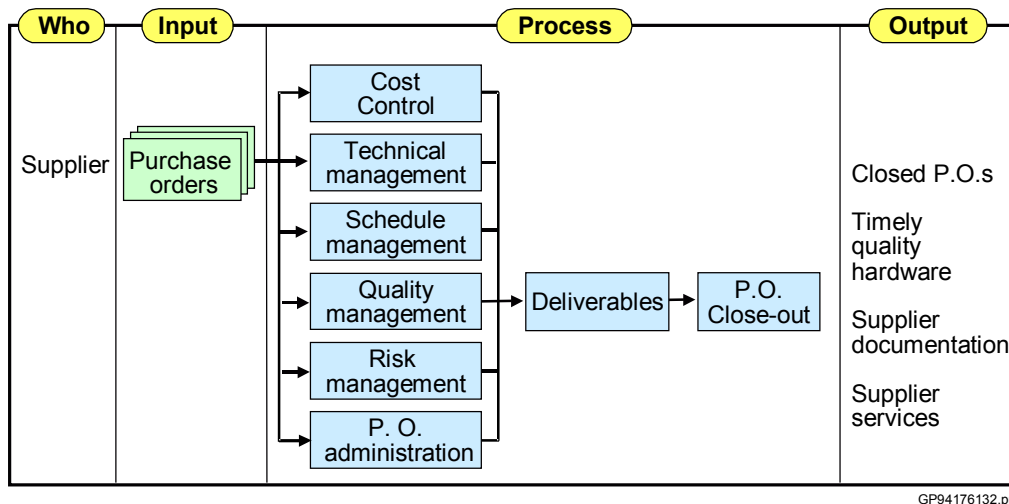 Who
Input
Process
Output
Supplier
Purchase
orders
Cost
Control
Technical
management
Schedule
management
Quality
management
Risk
management
P. O.
administration
Deliverables
P.O.
Close-out
Closed P.O.s
Timely
quality
hardware
Supplier
documentation
Supplier
services
GP94176132.p